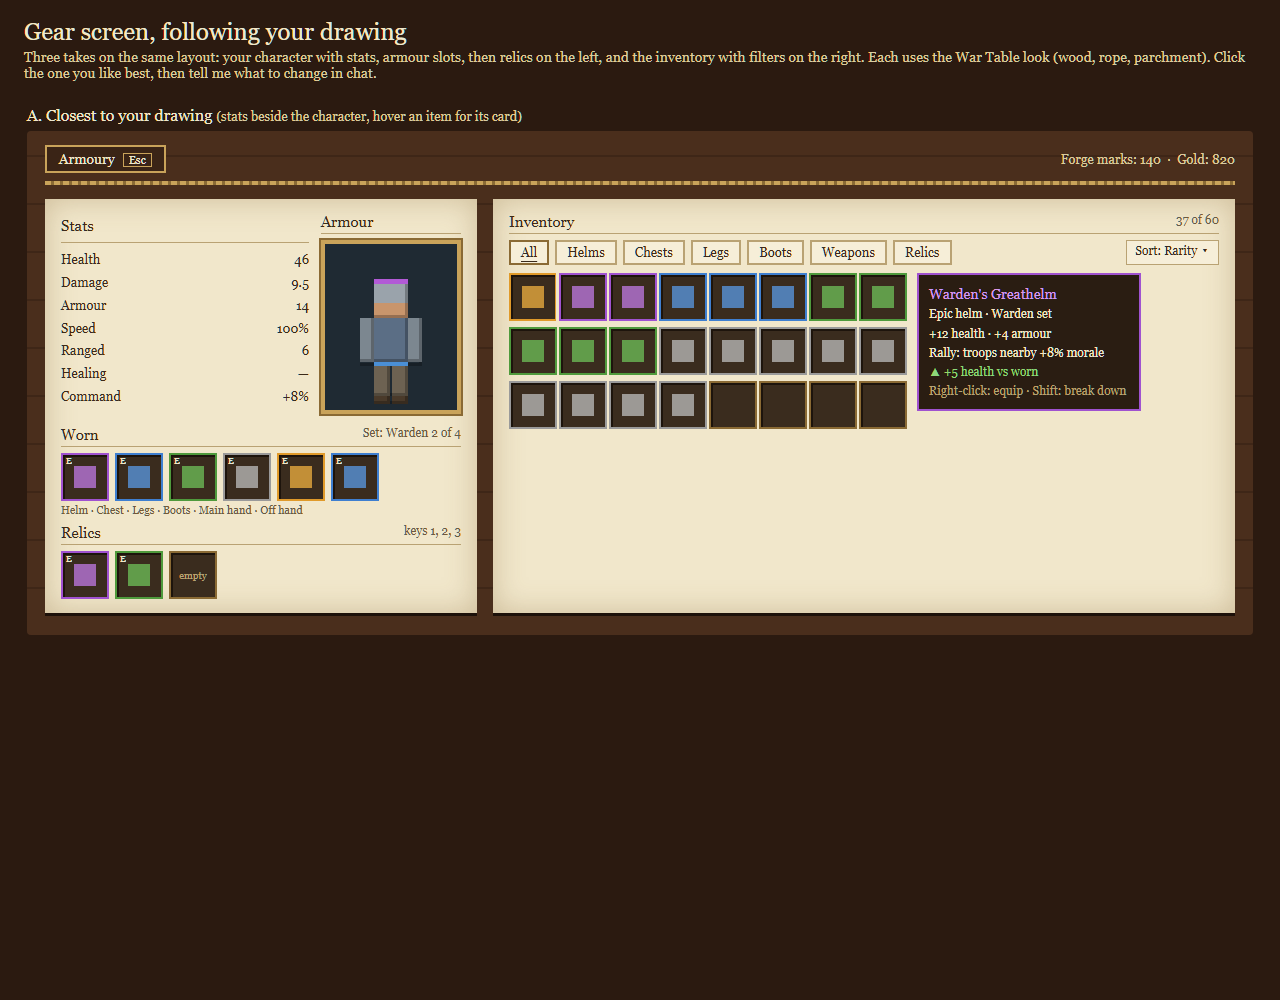 Gear screen, following your drawing
Three takes on the same layout: your character with stats, armour slots, then relics on the left, and the inventory with filters on the right. Each uses the War Table look (wood, rope, parchment). Click
the one you like best, then tell me what to change in chat.
A. Closest to your drawing (stats beside the character, hover an item for its card)
Armoury Esc
Forge marks: 140 · Gold: 820
Stats
Armour
Health 46
Damage 9.5
Armour 14
Speed 100%
Ranged 6
Healing —
Command +8%
Worn
Set: Warden 2 of 4
E E E E E E
Helm · Chest · Legs · Boots · Main hand · Off hand
Relics
keys 1, 2, 3
E E empty
Inventory
37 of 60
All Helms Chests Legs Boots Weapons Relics
Sort: Rarity ▾
Warden's Greathelm
Epic helm · Warden set
+12 health · +4 armour
Rally: troops nearby +8% morale
▲ +5 health vs worn
Right-click: equip · Shift: break down